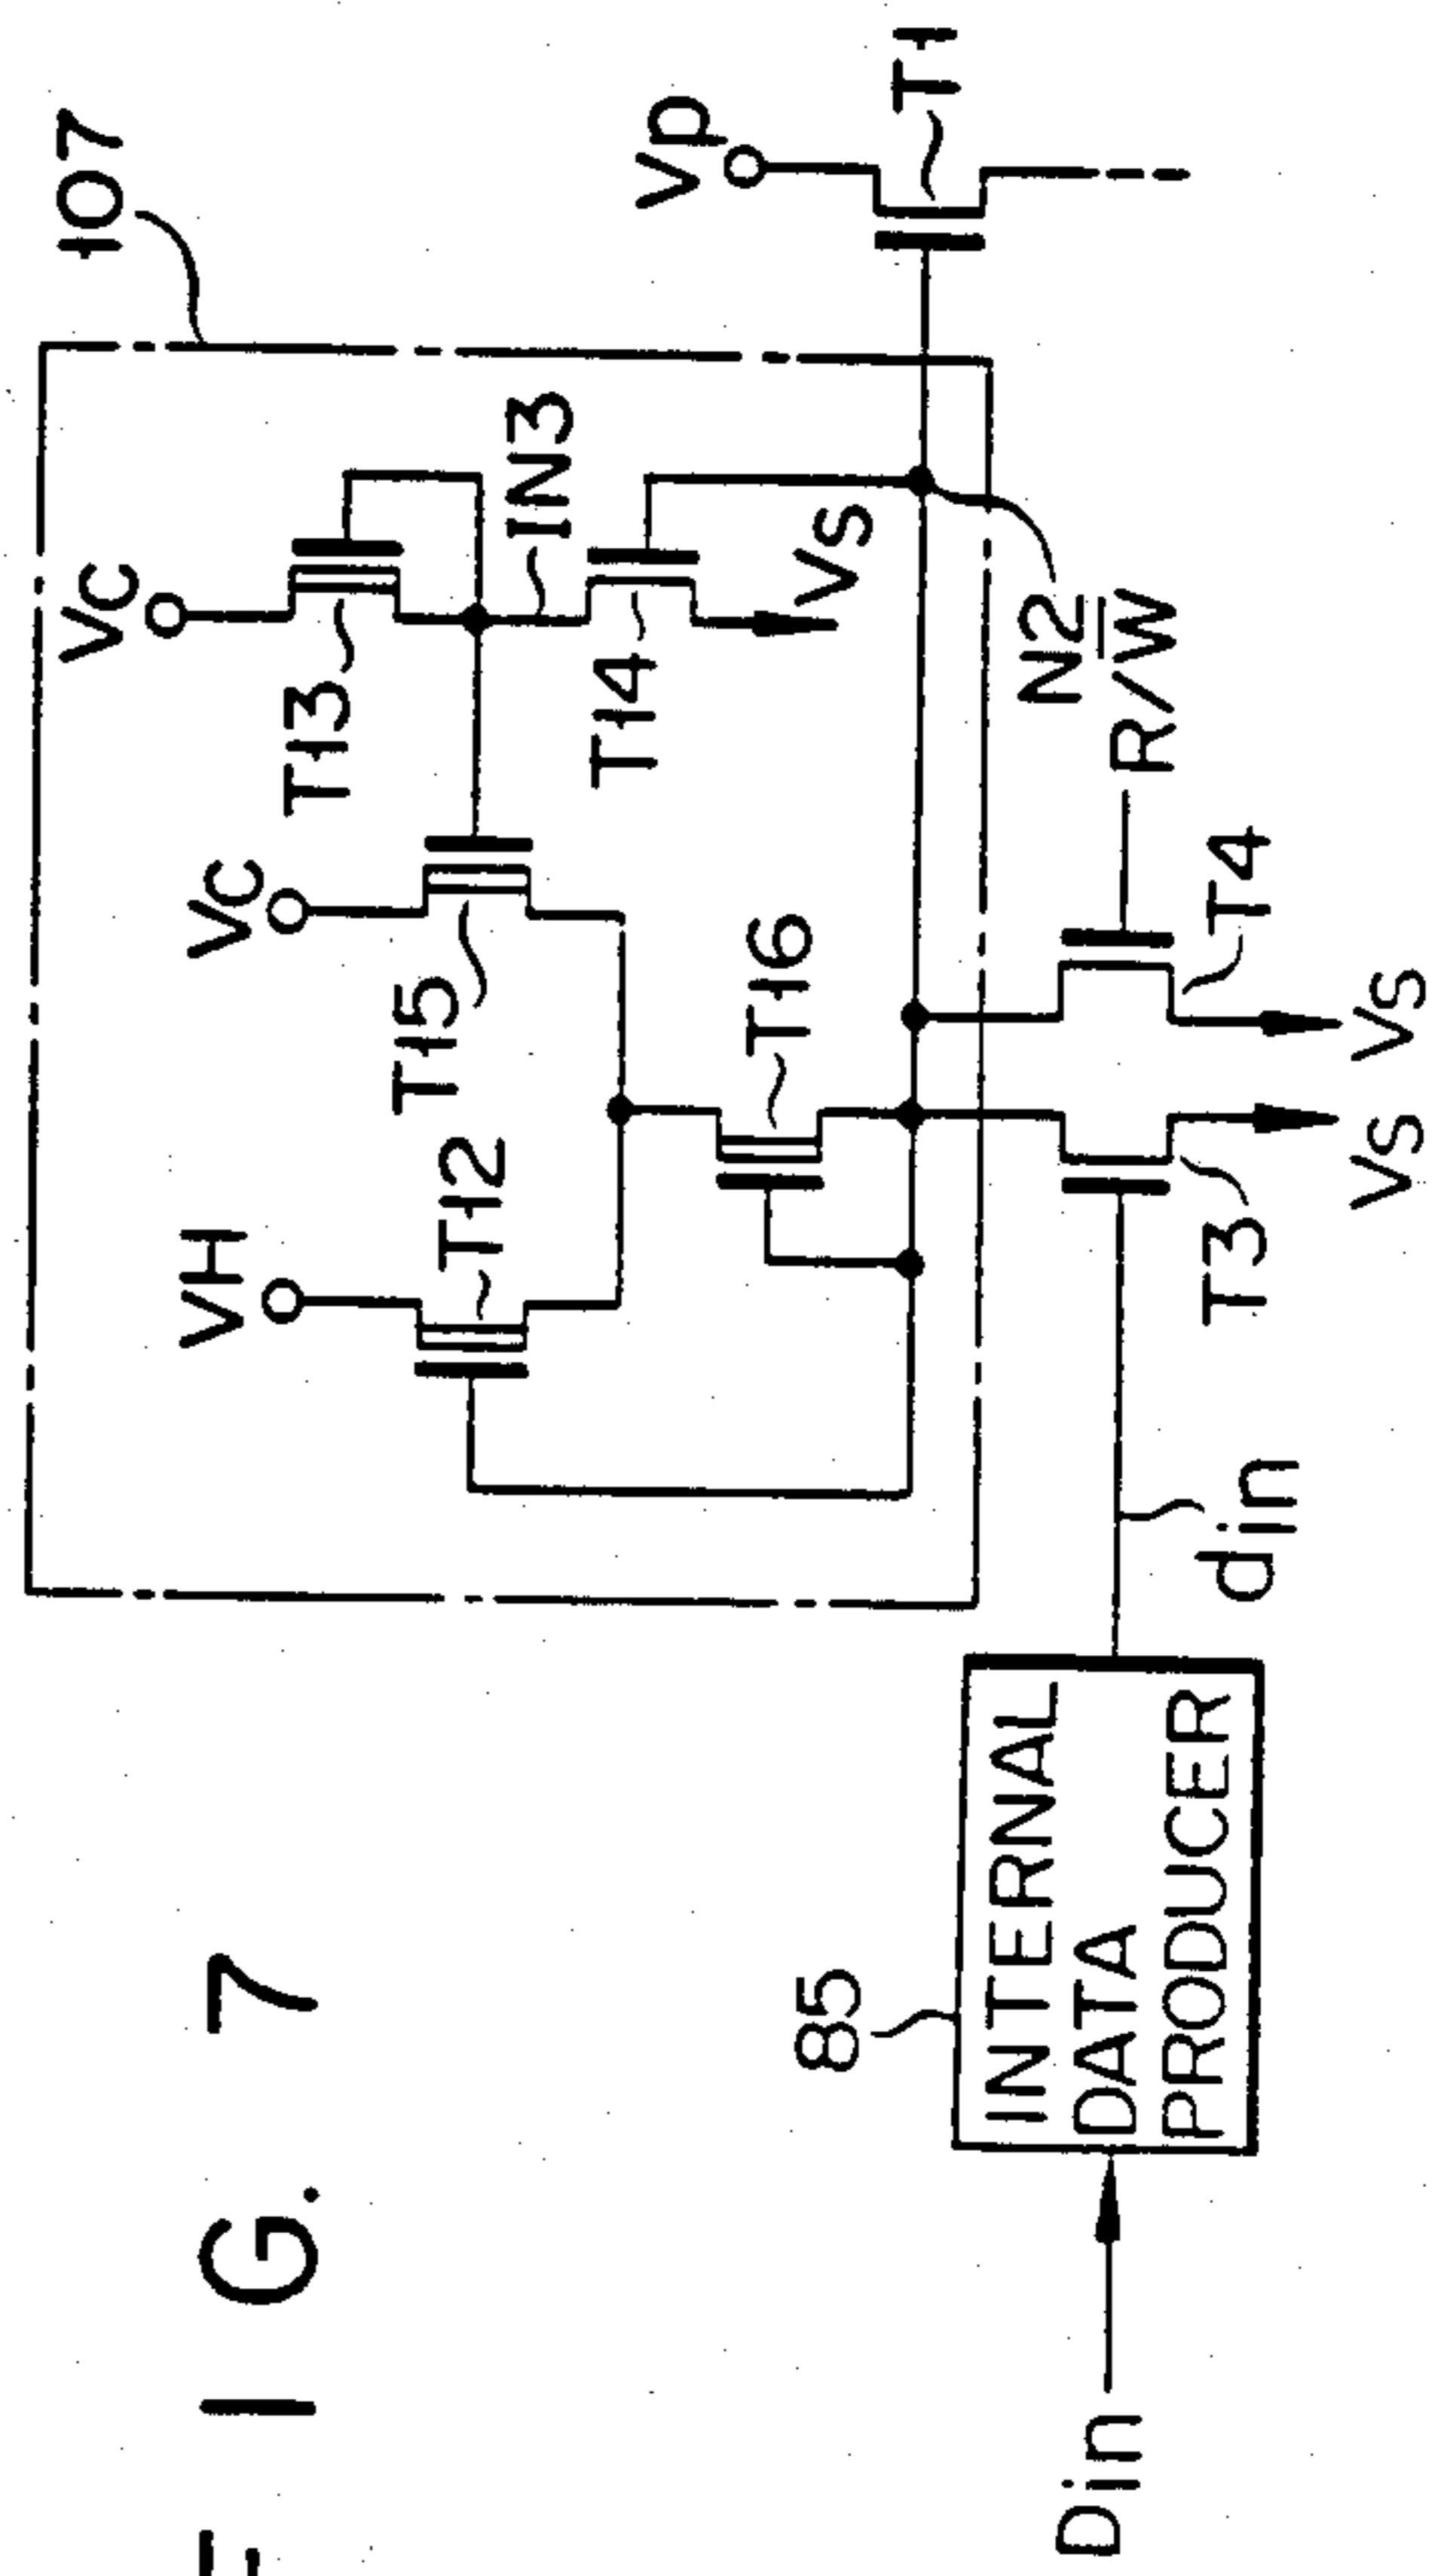 FIG. 7
107
VC
T13
IN3
VP
T1
VC
T15
T14
VS
VH
T12
T16
N2
R/W̅
T4
VS
T3
VS
din
85
INTERNAL
DATA
PRODUCER
Din